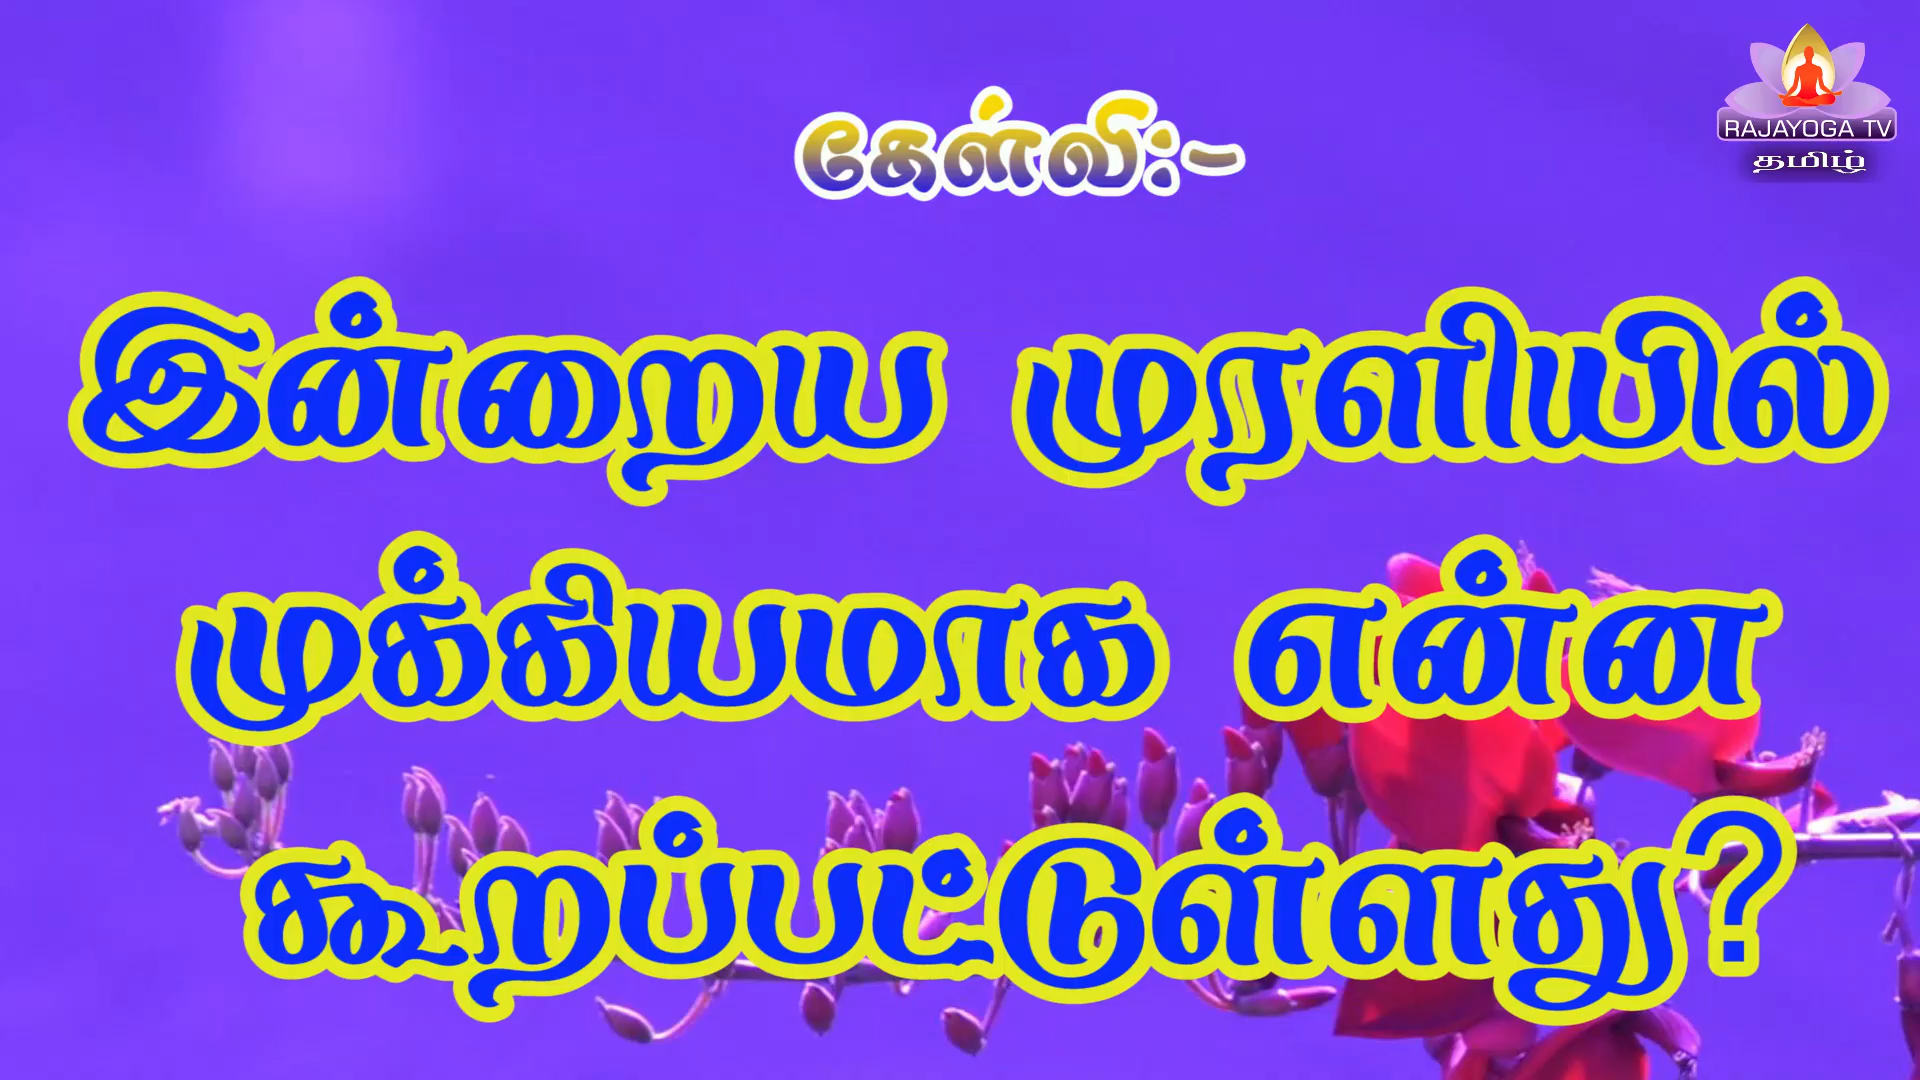 கேள்வி:-
RAJAYOGA TV
தமிழ்
இன்றைய முரளியில்
முக்கியமாக என்ன
கூறப்பட்டுள்ளது?